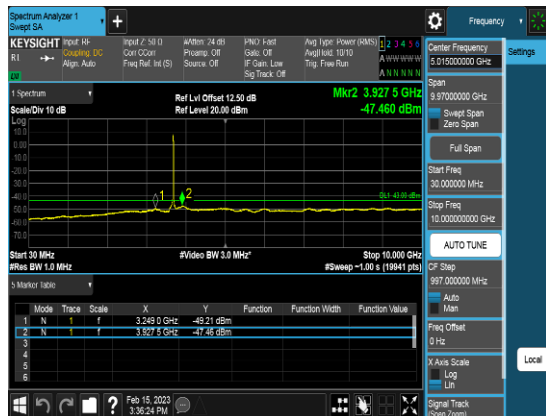 Spectrum Analyzer 1
Swept SA
+
Frequency
KEYSIGHT
R1
Input: RF
Coupling: DC
Align: Auto
Input Z: 50 Ω
Corr CCorr
Freq Ref: Int (S)
#Atten: 24 dB
Preamp: Off
Source: Off
PNO: Fast
Gate: Off
IF Gain: Low
Sig Track: Off
Avg Type: Power (RMS)
Avg|Hold: 10/10
Trig: Free Run
1 2 3 4 5 6
A W W W W W
A N N N N N
1 Spectrum
Scale/Div 10 dB
Log
Ref Lvl Offset 12.50 dB
Ref Level 20.00 dBm
Mkr2 3.927 5 GHz
-47.460 dBm
10.0
0.00
-10.0
-20.0
-30.0
-40.0
-50.0
-60.0
-70.0
1
2
DL1 -43.00 dBm
Start 30 MHz
#Res BW 1.0 MHz
#Video BW 3.0 MHz*
Stop 10.000 GHz
#Sweep ~1.00 s (19941 pts)
5 Marker Table
Mode Trace Scale X Y Function Function Width Function Value
1 N 1 f 3.249 0 GHz -49.21 dBm
2 N 1 f 3.927 5 GHz -47.46 dBm
3
4
5
6
Feb 15, 2023
3:36:24 PM
?
Center Frequency
5.015000000 GHz
Settings
Span
9.97000000 GHz
Swept Span
Zero Span
Full Span
Start Freq
30.000000 MHz
Stop Freq
10.000000000 GHz
AUTO TUNE
CF Step
997.000000 MHz
Auto
Man
Freq Offset
0 Hz
X Axis Scale
Log
Lin
Local
Signal Track
(Span Zoom)